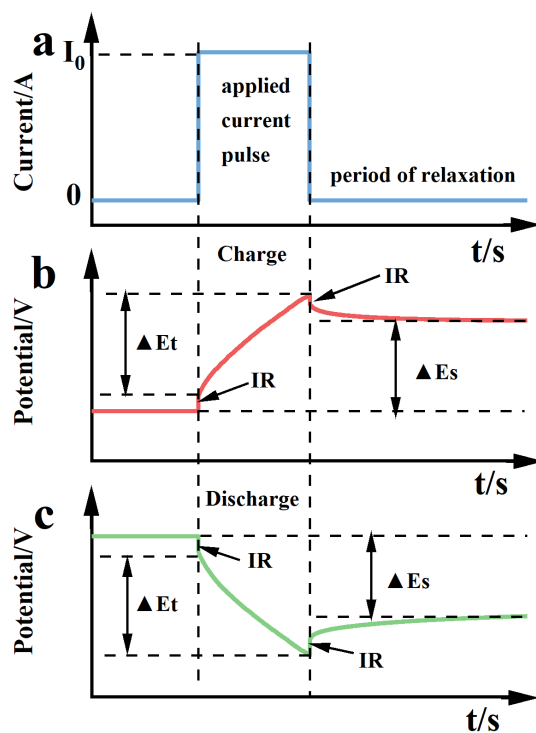 a
I₀
Current/A
applied
current
pulse
period of relaxation
0
t/s
b
Charge
IR
Potential/V
▲Et
IR
▲Es
t/s
c
Discharge
Potential/V
IR
▲Es
▲Et
IR
t/s